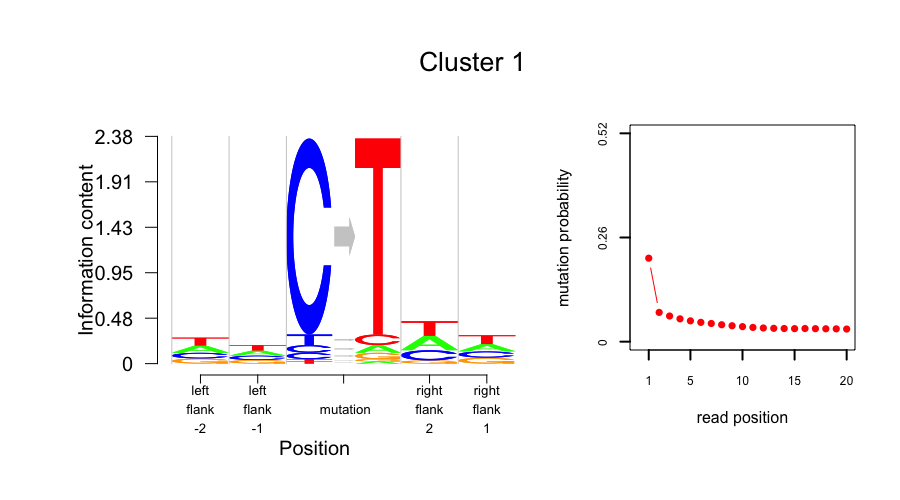 Cluster 1
Information content
2.38
1.91
1.43
0.95
0.48
0
C T
left flank -2
left flank -1
mutation
right flank 2
right flank 1
Position
mutation probability
0.52
0.26
0
1 5 10 15 20
read position